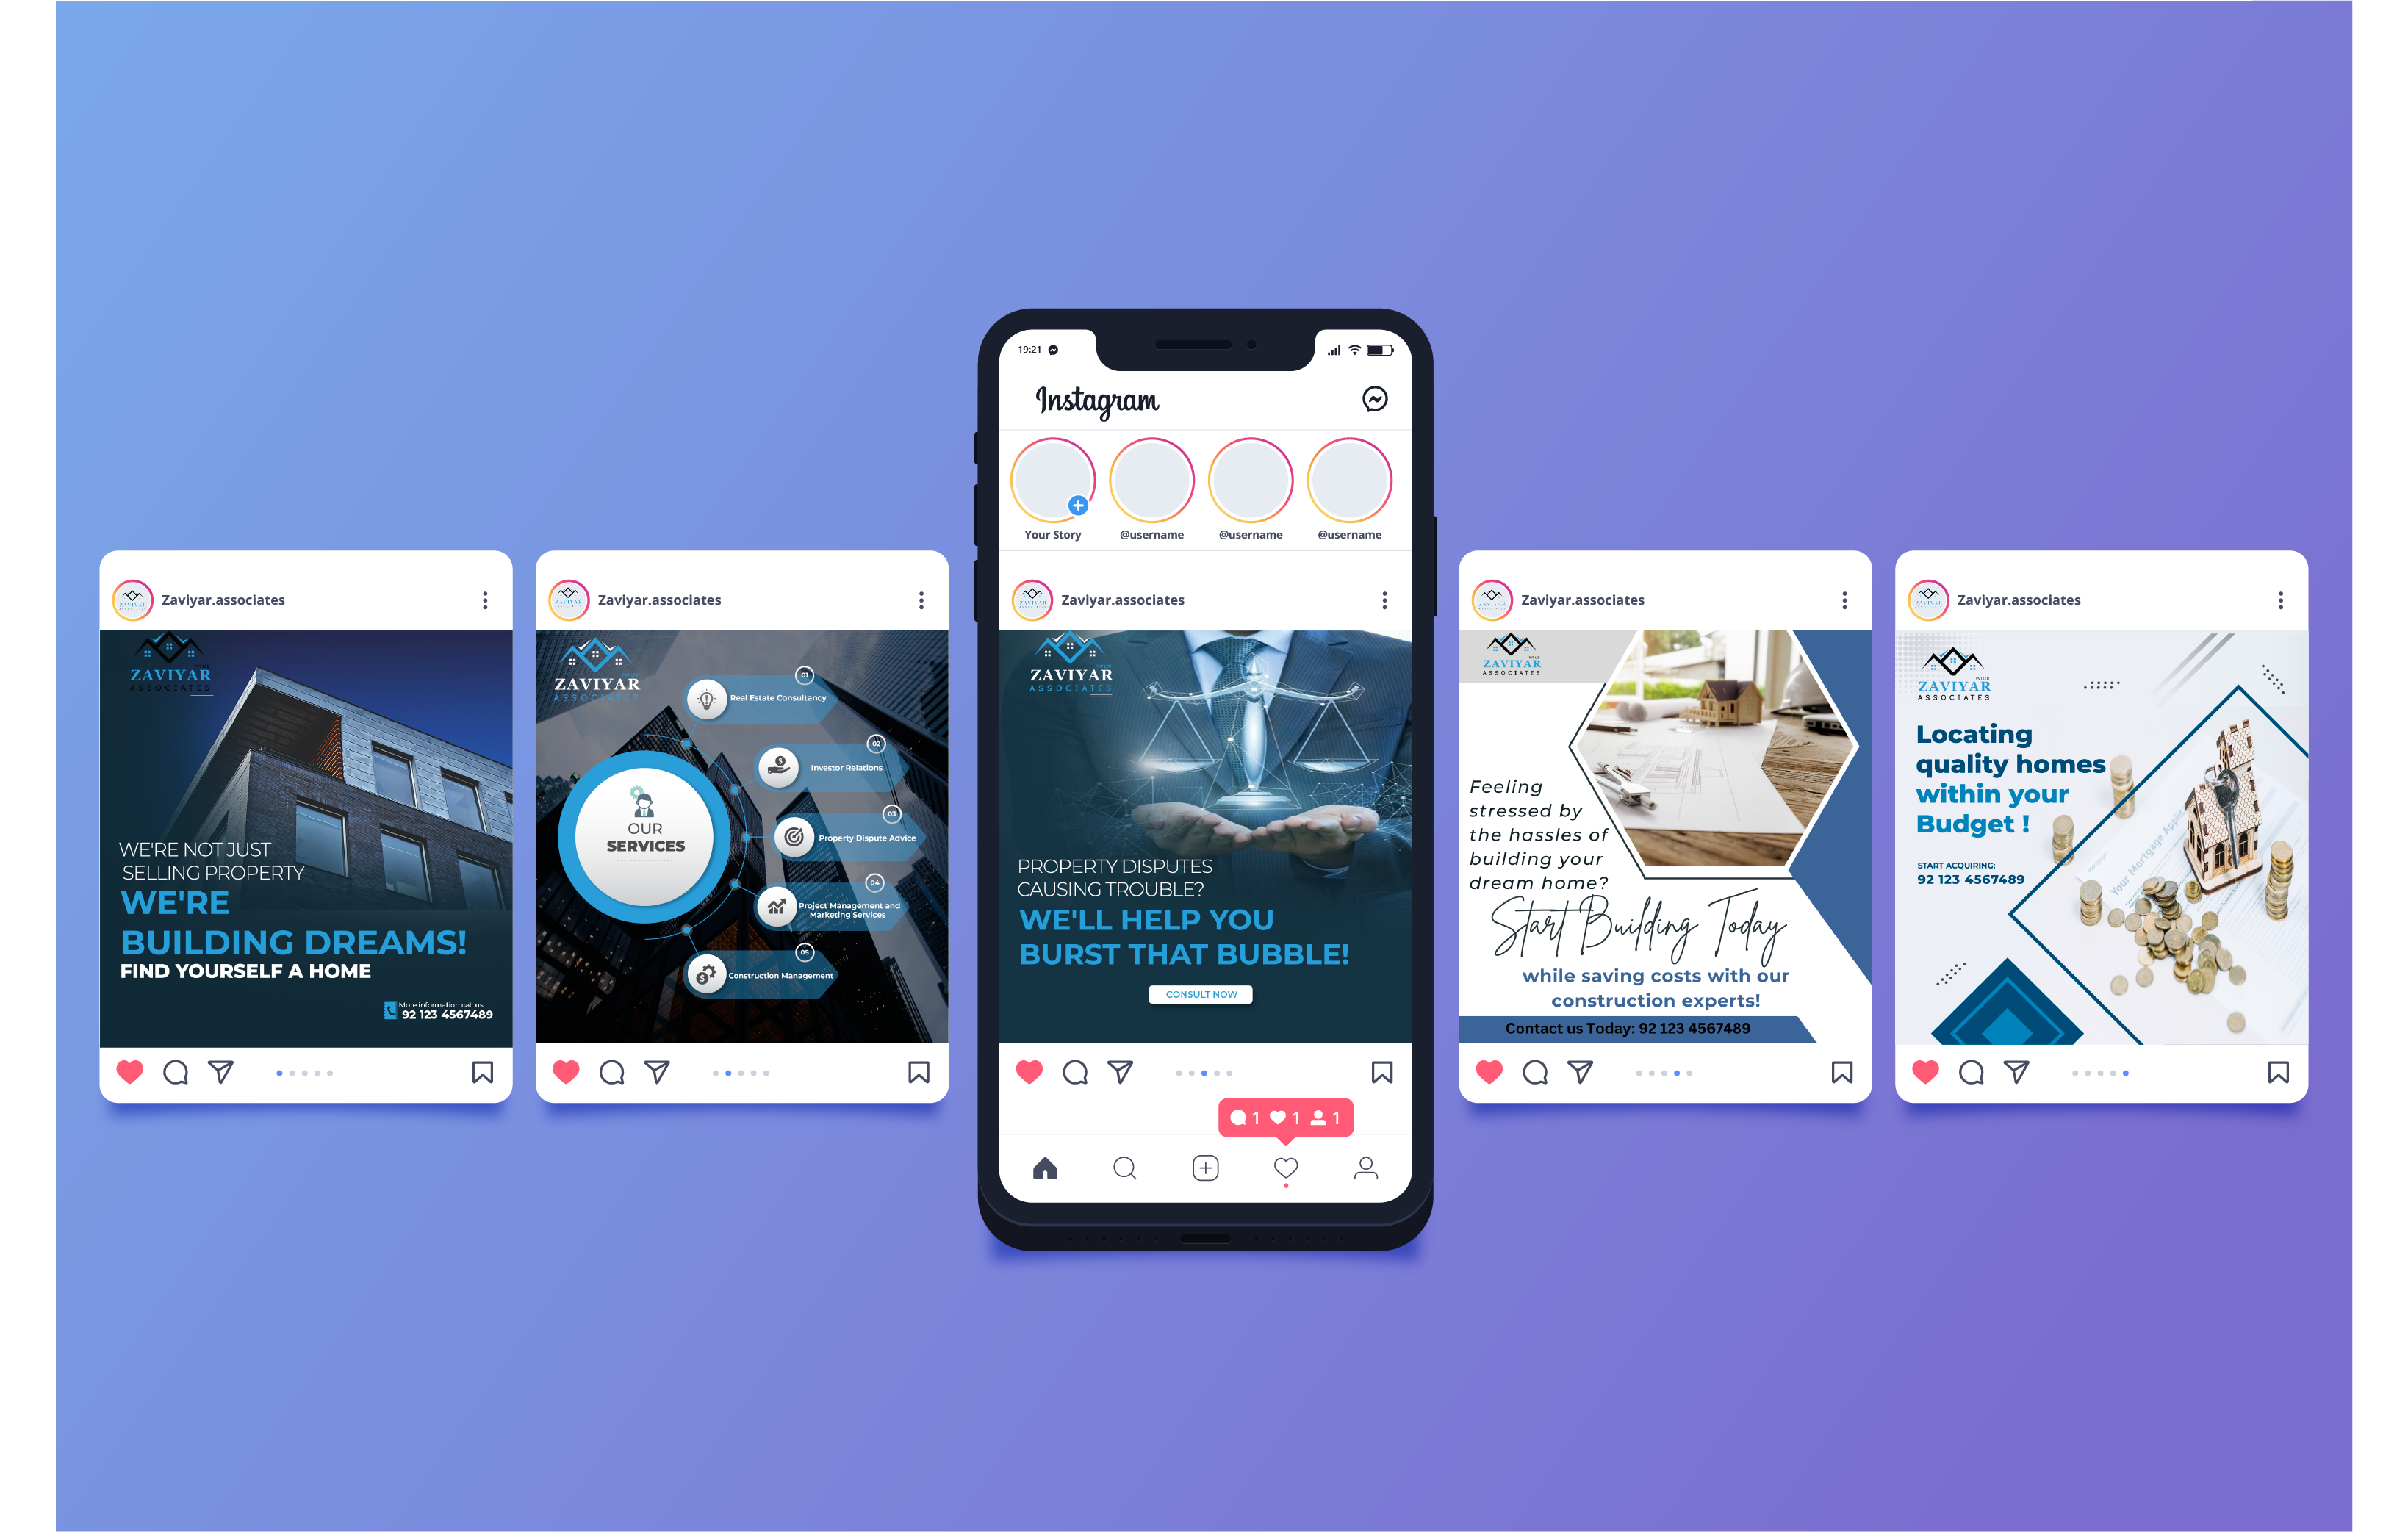 Zaviyar.associates
ZAVIYAR
ASSOCIATES
WE'RE NOT JUST
SELLING PROPERTY
WE'RE
BUILDING DREAMS!
FIND YOURSELF A HOME
More information call us
92 123 4567489
Zaviyar.associates
ZAVIYAR
ASSOCIATES
OUR
SERVICES
01
Real Estate Consultancy
02
Investor Relations
03
Property Dispute Advice
04
Project Management and
Marketing Services
05
Construction Management
19:21
Instagram
Your Story
@username
@username
@username
Zaviyar.associates
ZAVIYAR
ASSOCIATES
PROPERTY DISPUTES
CAUSING TROUBLE?
WE'LL HELP YOU
BURST THAT BUBBLE!
CONSULT NOW
1 1 1
Zaviyar.associates
PVT LTD
ZAVIYAR
ASSOCIATES
Feeling
stressed by
the hassles of
building your
dream home?
Start Building Today
while saving costs with our
construction experts!
Contact us Today: 92 123 4567489
Zaviyar.associates
PVT LTD
ZAVIYAR
ASSOCIATES
Locating
quality homes
within your
Budget !
START ACQUIRING:
92 123 4567489